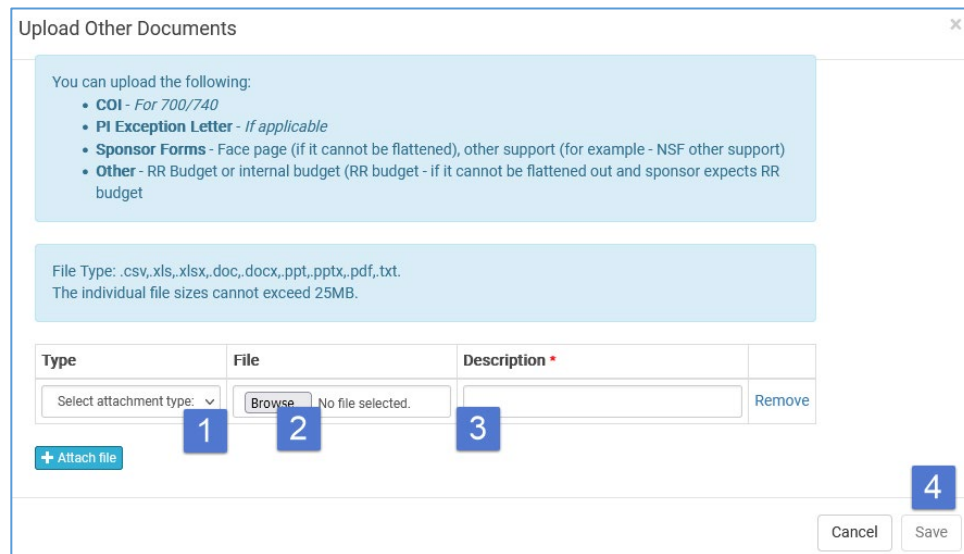 Upload Other Documents
×
You can upload the following:
• COI - For 700/740
• PI Exception Letter - If applicable
• Sponsor Forms - Face page (if it cannot be flattened), other support (for example - NSF other support)
• Other - RR Budget or internal budget (RR budget - if it cannot be flattened out and sponsor expects RR
budget
File Type: .csv,.xls,.xlsx,.doc,.docx,.ppt,.pptx,.pdf,.txt.
The individual file sizes cannot exceed 25MB.
Type File Description *
Select attachment type: Browse... No file selected. Remove
1 2 3
+ Attach file
4
Cancel Save